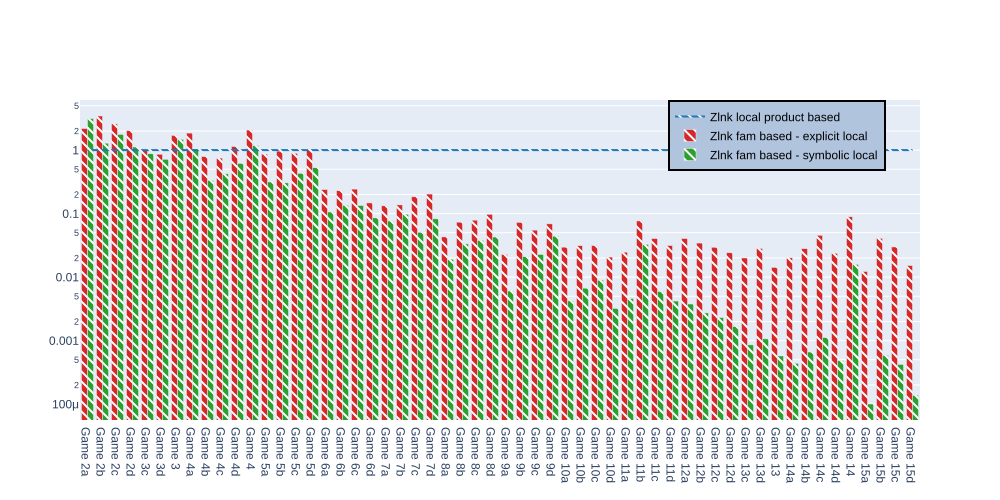 Zlnk local product based
Zlnk fam based - explicit local
Zlnk fam based - symbolic local
5
2
1
5
2
0.1
5
2
0.01
5
2
0.001
5
2
100μ
Game 2a
Game 2b
Game 2c
Game 2d
Game 3c
Game 3d
Game 3
Game 4a
Game 4b
Game 4c
Game 4d
Game 4
Game 5a
Game 5b
Game 5c
Game 5d
Game 6a
Game 6b
Game 6c
Game 6d
Game 7a
Game 7b
Game 7c
Game 7d
Game 8a
Game 8b
Game 8c
Game 8d
Game 9a
Game 9b
Game 9c
Game 9d
Game 10a
Game 10b
Game 10c
Game 10d
Game 11a
Game 11b
Game 11c
Game 11d
Game 12a
Game 12b
Game 12c
Game 12d
Game 13c
Game 13d
Game 13
Game 14a
Game 14b
Game 14c
Game 14d
Game 14
Game 15a
Game 15b
Game 15c
Game 15d